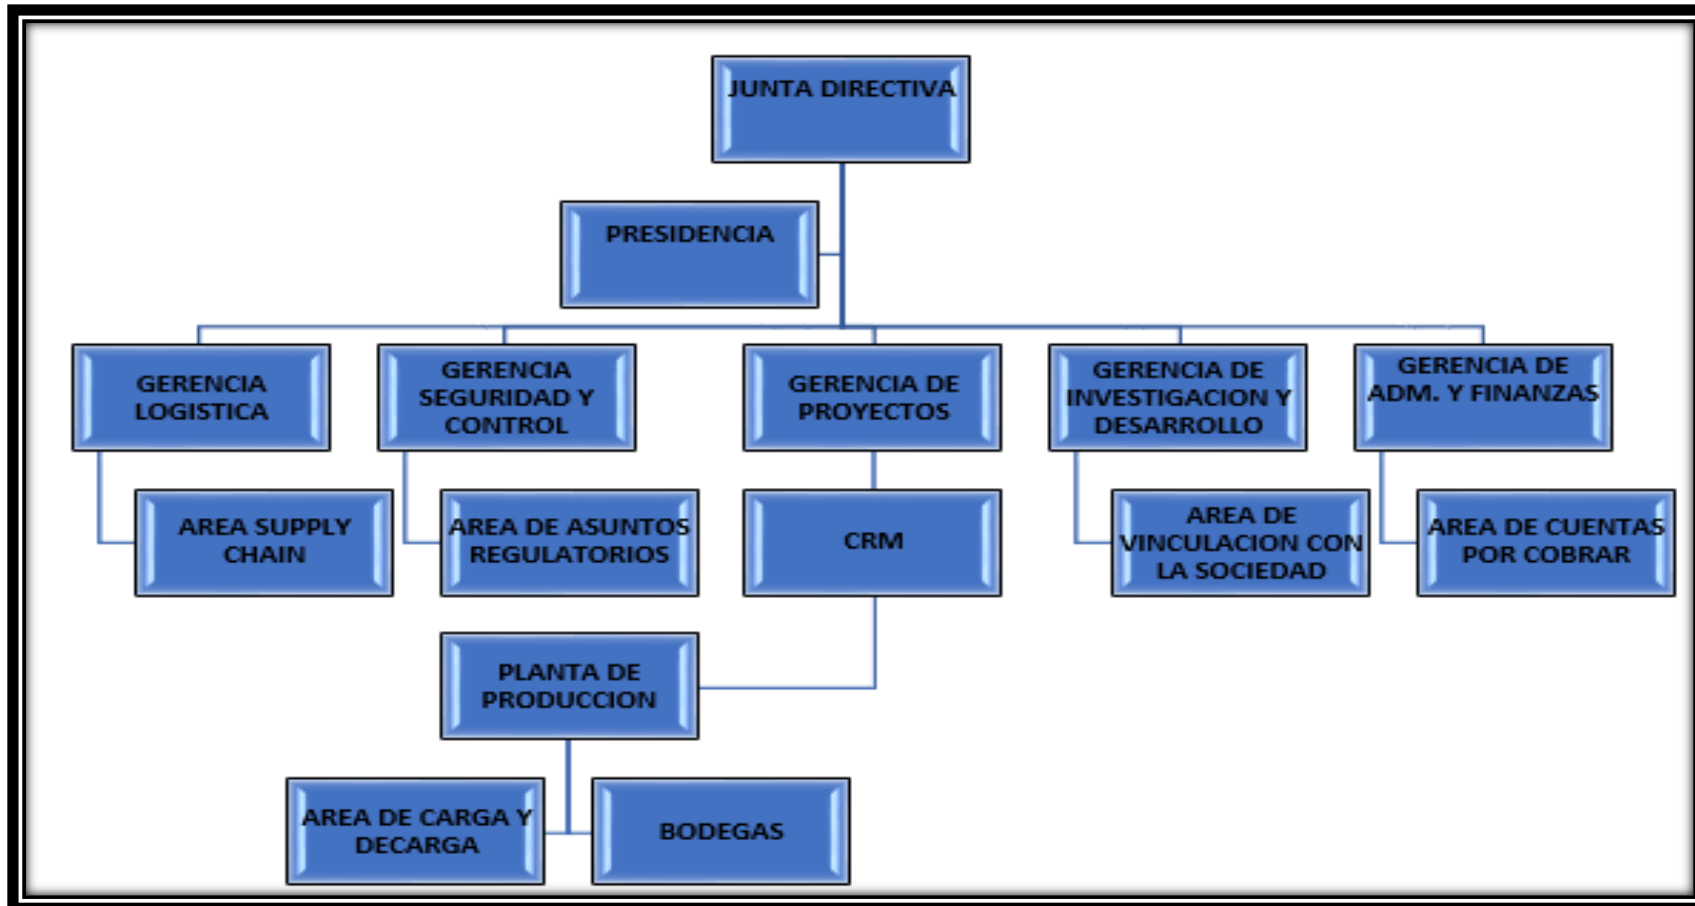 JUNTA DIRECTIVA
PRESIDENCIA
GERENCIA
LOGISTICA
GERENCIA
SEGURIDAD Y
CONTROL
GERENCIA DE
PROYECTOS
GERENCIA DE
INVESTIGACION Y
DESARROLLO
GERENCIA DE
ADM. Y FINANZAS
AREA SUPPLY
CHAIN
AREA DE ASUNTOS
REGULATORIOS
CRM
AREA DE
VINCULACION CON
LA SOCIEDAD
AREA DE CUENTAS
POR COBRAR
PLANTA DE
PRODUCCION
AREA DE CARGA Y
DECARGA
BODEGAS